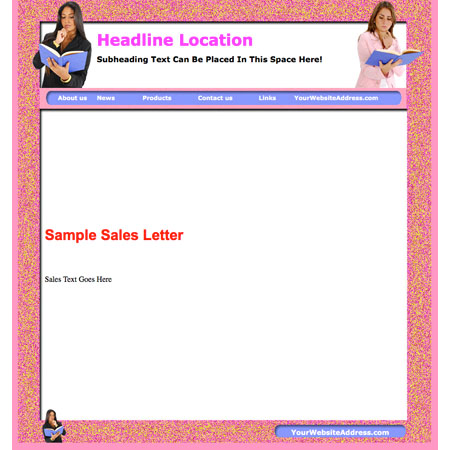 Headline Location
Subheading Text Can Be Placed In This Space Here!
About us News Products Contact us Links YourWebsiteAddress.com
Sample Sales Letter
Sales Text Goes Here
YourWebsiteAddress.com